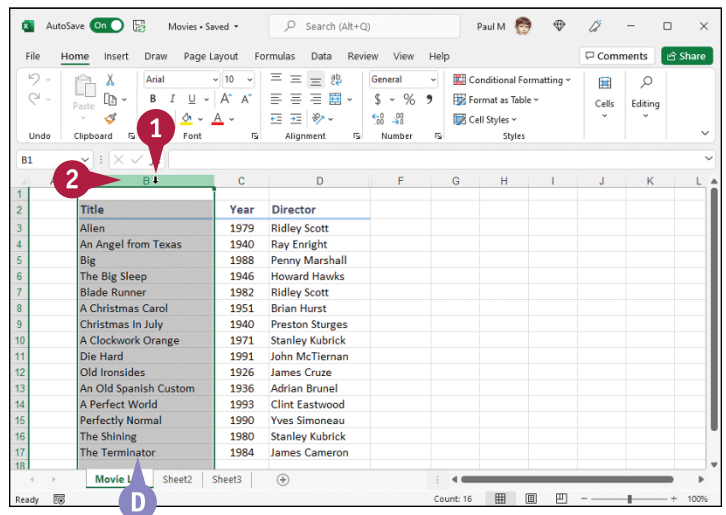 AutoSave On Movies • Saved Search (Alt+Q) Paul M
File Home Insert Draw Page Layout Formulas Data Review View Help Comments Share
Arial 10 General Conditional Formatting
Paste B I U A A $ % 9 Format as Table Cells Editing
A Cell Styles
Undo Clipboard Font Alignment Number Styles
1
B1
2
A B C D F G H I J K L
1
2 Title Year Director
3 Alien 1979 Ridley Scott
4 An Angel from Texas 1940 Ray Enright
5 Big 1988 Penny Marshall
6 The Big Sleep 1946 Howard Hawks
7 Blade Runner 1982 Ridley Scott
8 A Christmas Carol 1951 Brian Hurst
9 Christmas In July 1940 Preston Sturges
10 A Clockwork Orange 1971 Stanley Kubrick
11 Die Hard 1991 John McTiernan
12 Old Ironsides 1926 James Cruze
13 An Old Spanish Custom 1936 Adrian Brunel
14 A Perfect World 1993 Clint Eastwood
15 Perfectly Normal 1990 Yves Simoneau
16 The Shining 1980 Stanley Kubrick
17 The Terminator 1984 James Cameron
18
Movie L Sheet2 Sheet3
D
Ready Count: 16 100%